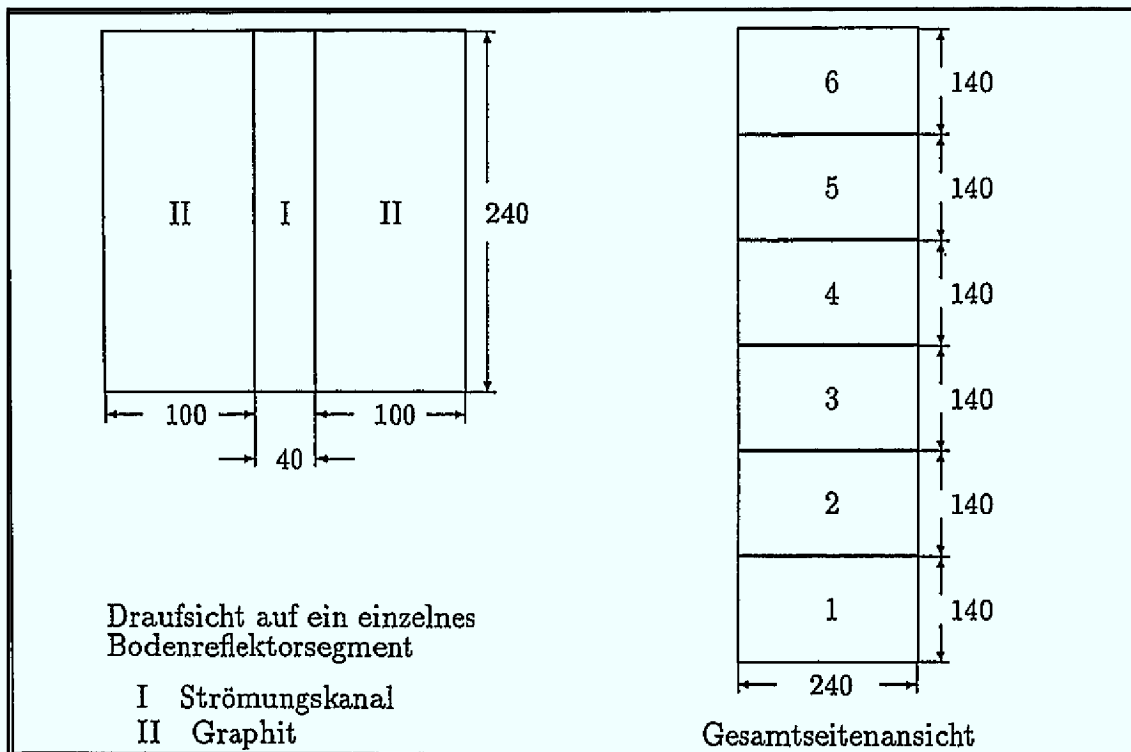 II I II
240
100 100
40
Draufsicht auf ein einzelnes
Bodenreflektorsegment
I Strömungskanal
II Graphit
6 140
5 140
4 140
3 140
2 140
1 140
240
Gesamtseitenansicht